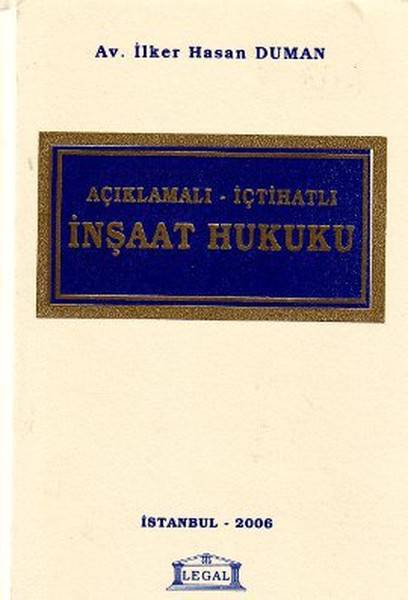 Av. İlker Hasan DUMAN
AÇIKLAMALI - İÇTİHATLI
İNŞAAT HUKUKU
İSTANBUL - 2006
LEGAL